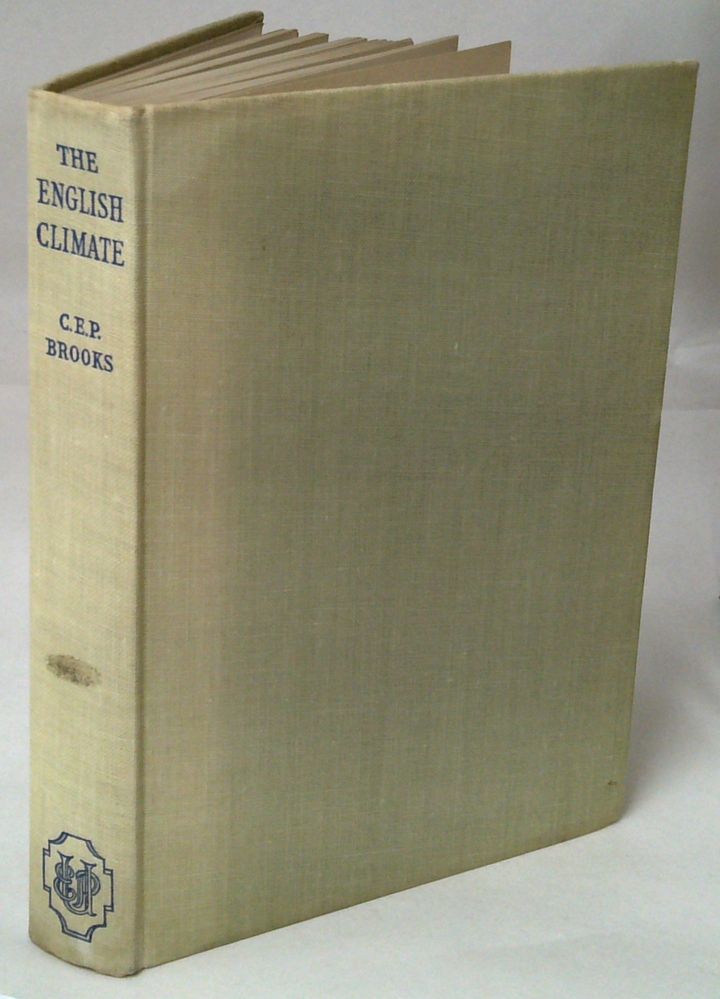 THE
ENGLISH
CLIMATE
C.E.P.
BROOKS